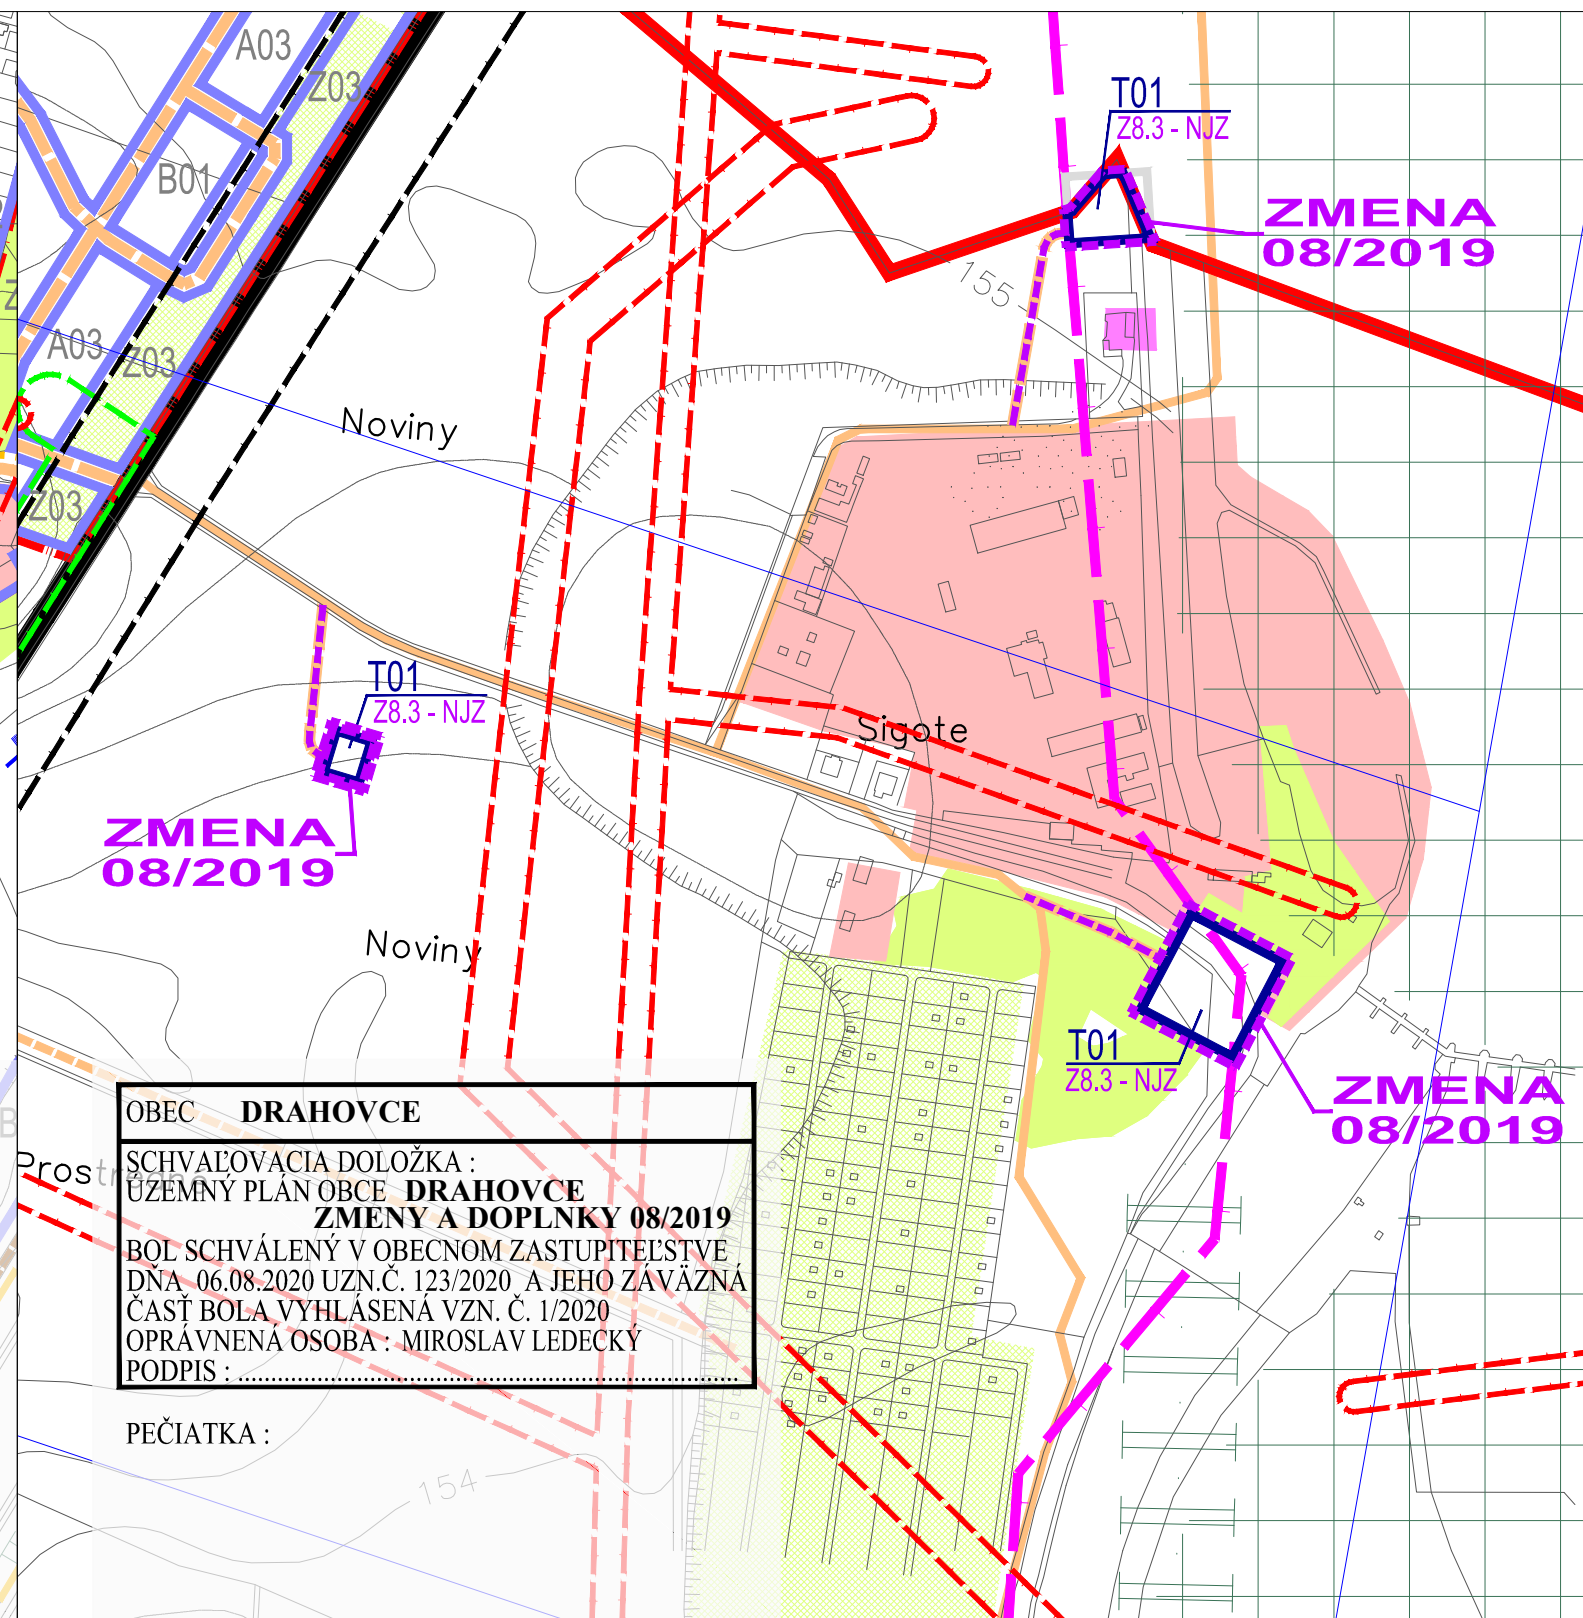 A03
Z03
T01
Z8.3 - NJZ
B01
ZMENA
08/2019
155
A03
Z03
Noviny
Z03
T01
Z8.3 - NJZ
Sigote
ZMENA
08/2019
Noviny
T01
Z8.3 - NJZ
ZMENA
08/2019
B
Prostredné
OBEC DRAHOVCE
SCHVAĽOVACIA DOLOŽKA :
ÚZEMNÝ PLÁN OBCE DRAHOVCE
ZMENY A DOPLNKY 08/2019
BOL SCHVÁLENÝ V OBECNOM ZASTUPITEĽSTVE
DŇA 06.08.2020 UZN.Č. 123/2020 A JEHO ZÁVÄZNÁ
ČASŤ BOLA VYHLÁSENÁ VZN. Č. 1/2020
OPRÁVNENÁ OSOBA : MIROSLAV LEDECKÝ
PODPIS : ..............................................................................
PEČIATKA :
154